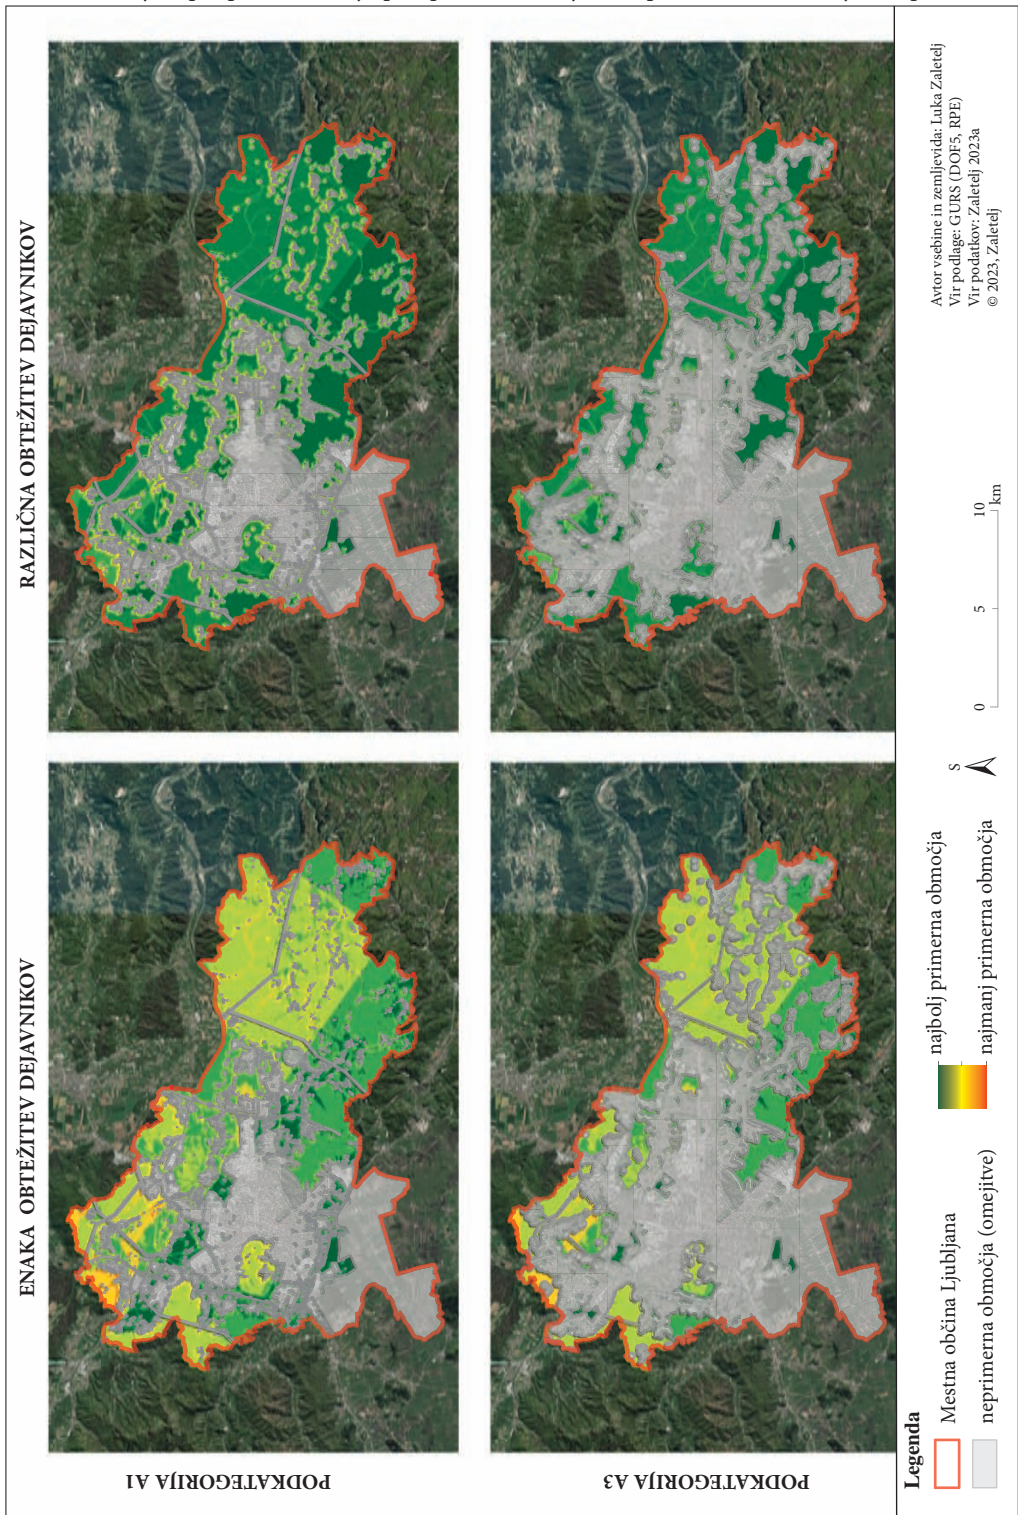 ENAKA OBTEŽITEV DEJAVNIKOV
RAZLIČNA OBTEŽITEV DEJAVNIKOV
PODKATEGORIJA A1
PODKATEGORIJA A3
Legenda
Mestna občina Ljubljana
neprimerna območja (omejitve)
najbolj primerna območja
najmanj primerna območja
S
0 5 10
km
Avtor vsebine in zemljevida: Luka Zaletelj
Vir podlage: GURS (DOF5, RPE)
Vir podatkov: Zaletelj 2023a
© 2023, Zaletelj